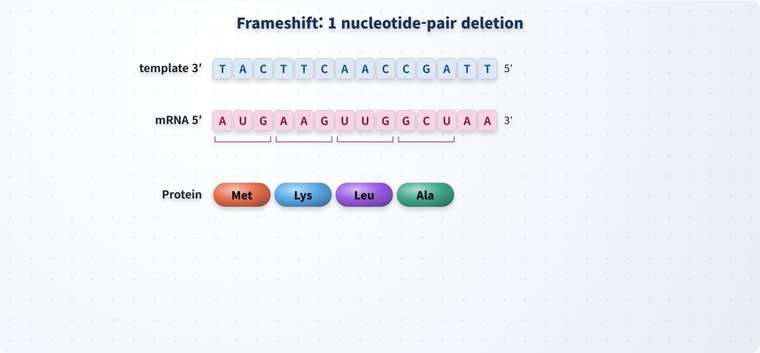 Frameshift: 1 nucleotide-pair deletion
template 3′ T A C T T C A A C C G A T T 5′
mRNA 5′ A U G A A G U U G G C U A A 3′
Protein Met Lys Leu Ala